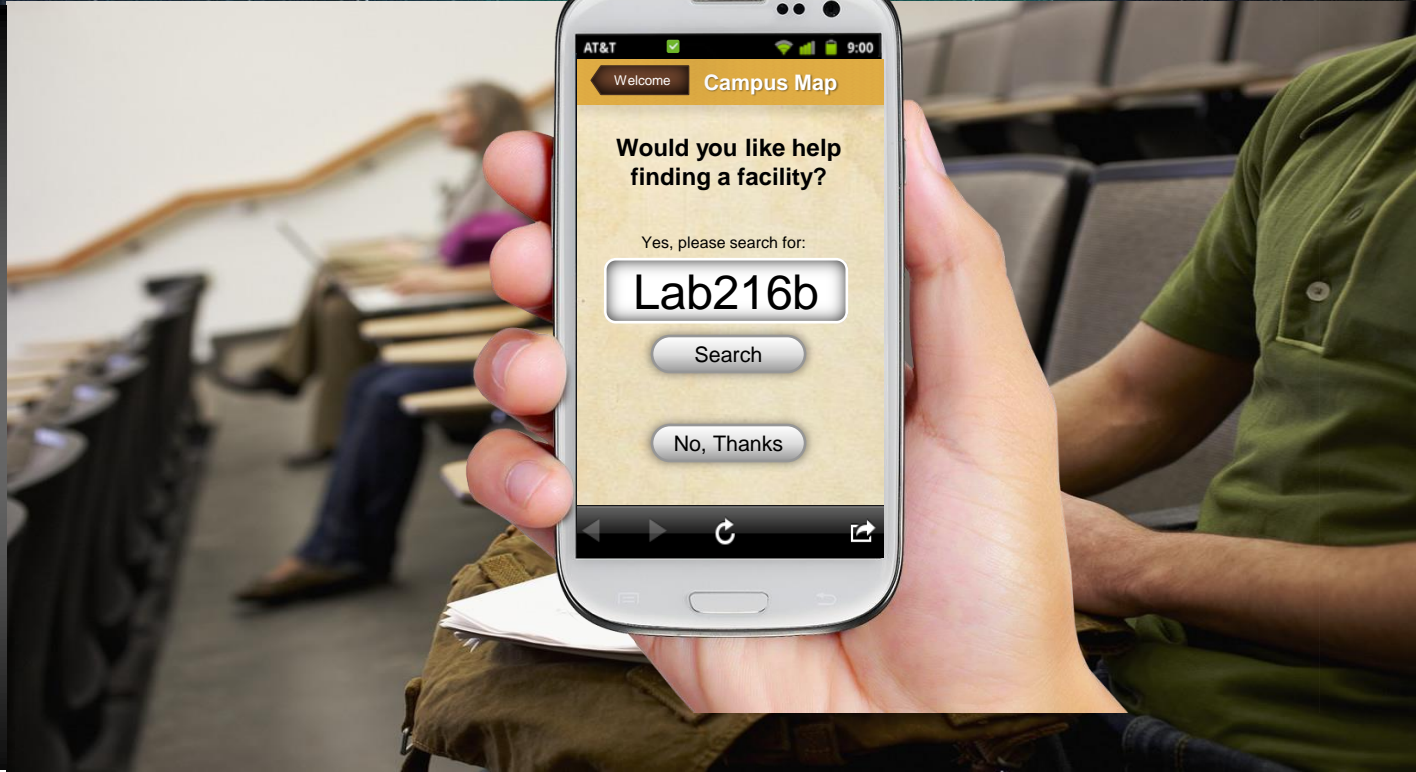 AT&T 9:00
Welcome Campus Map
Would you like help
finding a facility?
Yes, please search for:
Lab216b
Search
No, Thanks